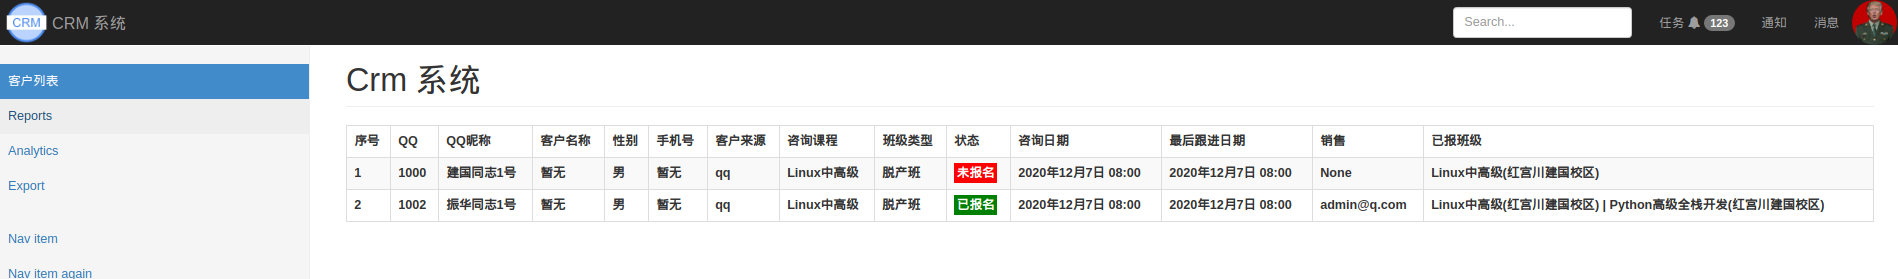 CRM CRM 系统 Search... 任务 123 通知 消息
客户列表
Reports
Analytics
Export
Nav item
Nav item again
Crm 系统
序号 QQ QQ昵称 客户名称 性别 手机号 客户来源 咨询课程 班级类型 状态 咨询日期 最后跟进日期 销售 已报班级
1 1000 建国同志1号 暂无 男 暂无 qq Linux中高级 脱产班 未报名 2020年12月7日 08:00 2020年12月7日 08:00 None Linux中高级(红宫川建国校区)
2 1002 振华同志1号 暂无 男 暂无 qq Linux中高级 脱产班 已报名 2020年12月7日 08:00 2020年12月7日 08:00 admin@q.com Linux中高级(红宫川建国校区) | Python高级全栈开发(红宫川建国校区)